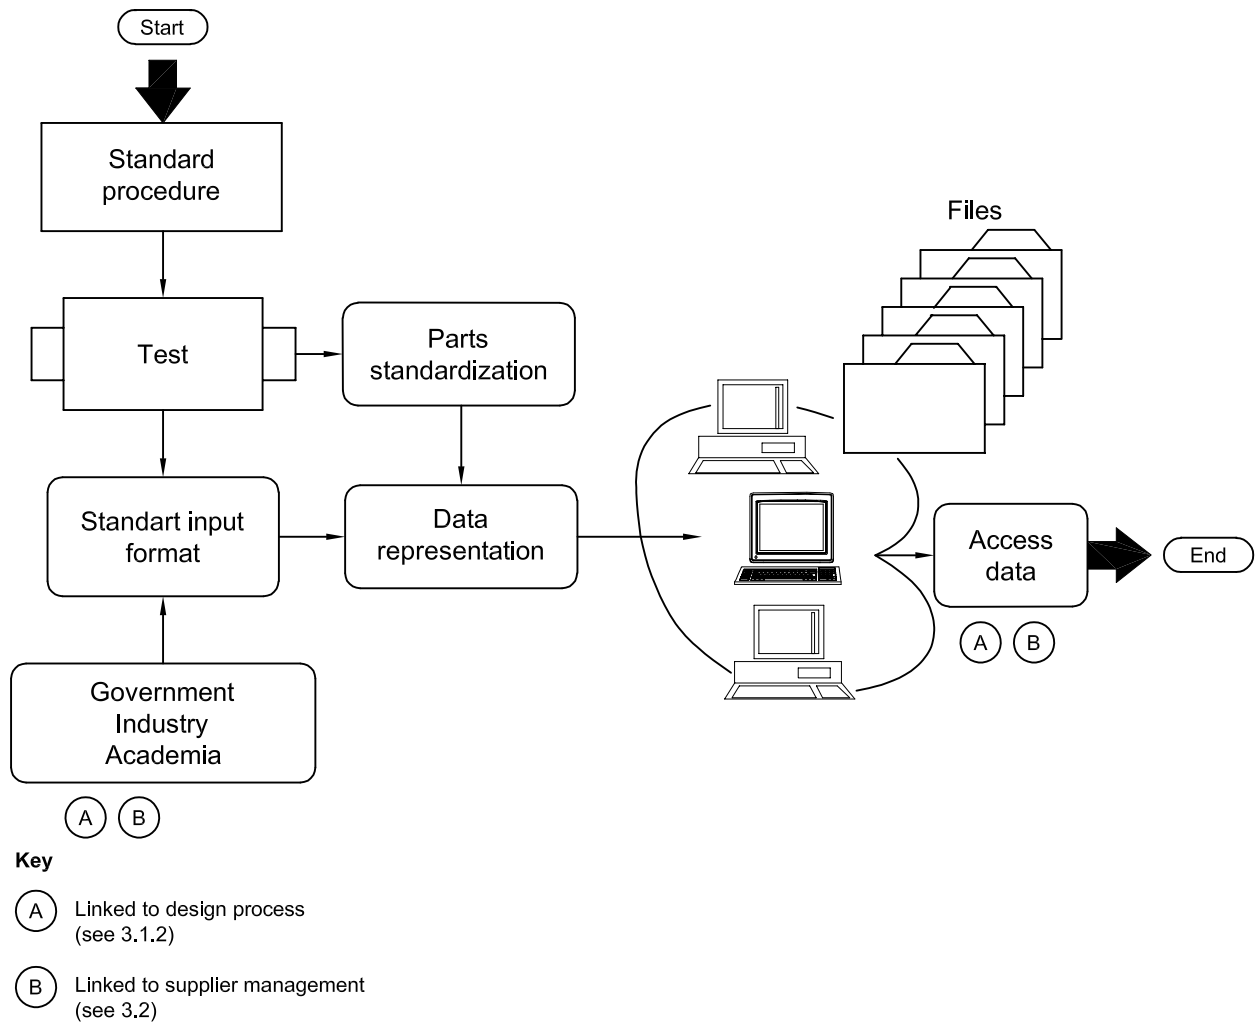 Start
Standard
procedure
Files
Test
Parts
standardization
Standart input
format
Data
representation
Access
data
End
A B
Government
Industry
Academia
A B
Key
A Linked to design process
(see 3.1.2)
B Linked to supplier management
(see 3.2)